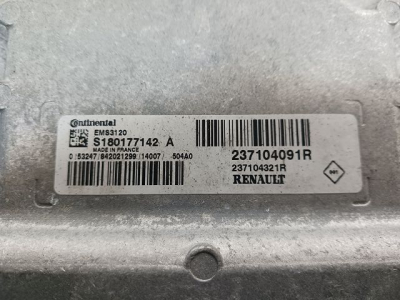 Continental
EMS3120
S180177142 A
MADE IN FRANCE
0 53247 / 842021299 / 14007 / 504A0
237104091R
237104321R
RENAULT